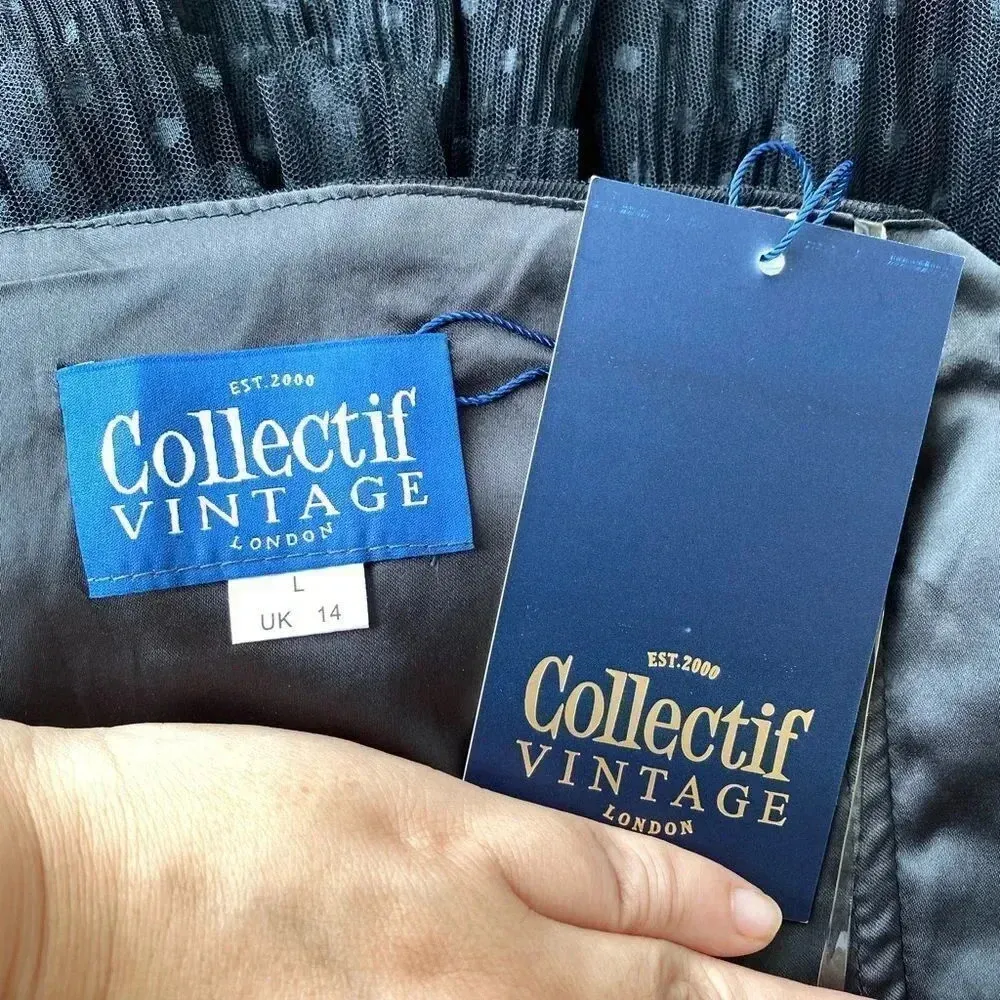 EST.2000
Collectif
VINTAGE
LONDON
L
UK 14
EST.2000
Collectif
VINTAGE
LONDON